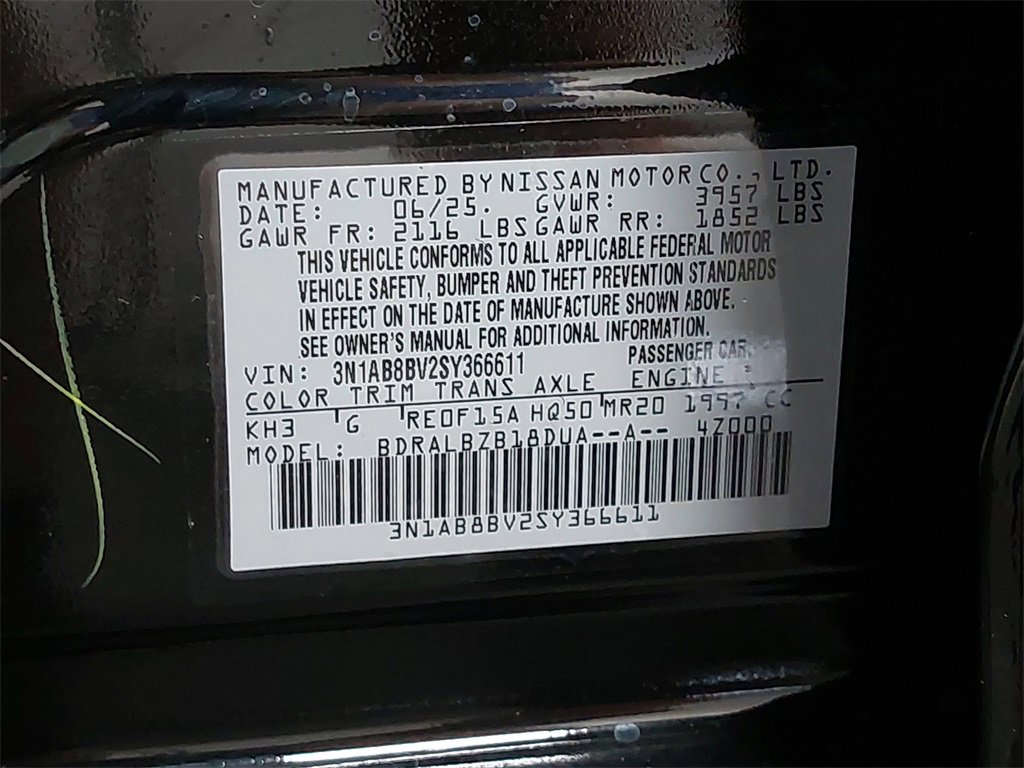 MANUFACTURED BY NISSAN MOTOR CO., LTD.
DATE: 06/25. GVWR: 3957 LBS
GAWR FR: 2116 LBS GAWR RR: 1852 LBS
THIS VEHICLE CONFORMS TO ALL APPLICABLE FEDERAL MOTOR
VEHICLE SAFETY, BUMPER AND THEFT PREVENTION STANDARDS
IN EFFECT ON THE DATE OF MANUFACTURE SHOWN ABOVE.
SEE OWNER'S MANUAL FOR ADDITIONAL INFORMATION.
VIN: 3N1AB8BV2SY366611 PASSENGER CAR
COLOR TRIM TRANS AXLE ENGINE :
KH3 G RE0F15A HQ50 MR20 1997 CC
MODEL: BDRALBZB18DUA--A-- 4Z000
3N1AB8BV2SY366611